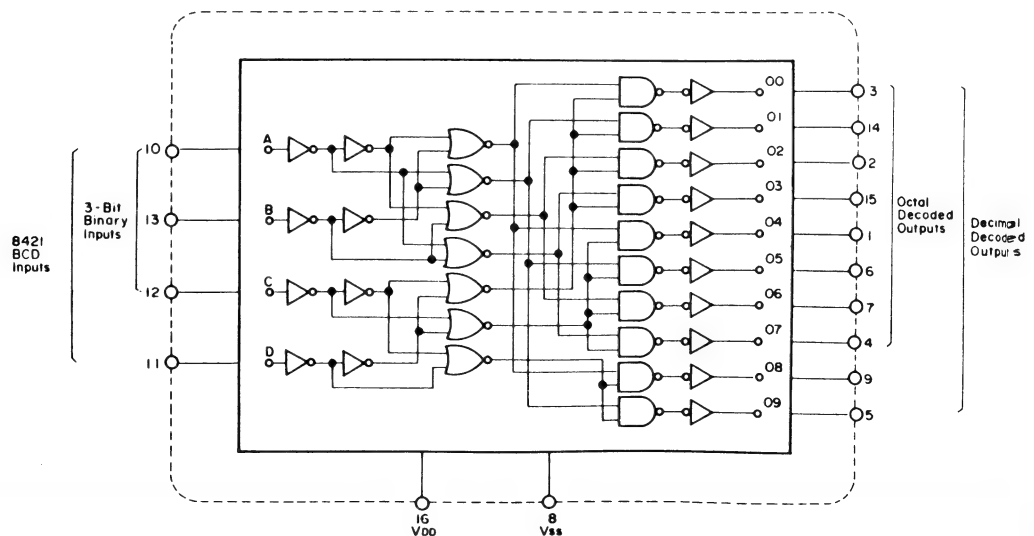 8421
BCD
Inputs
3-Bit
Binary
Inputs
10
13
12
11
A
B
C
D
00
01
02
03
04
05
06
07
08
09
3
14
2
15
1
6
7
4
9
5
Octal
Decoded
Outputs
Decimal
Decoded
Outputs
16
VDD
8
Vss